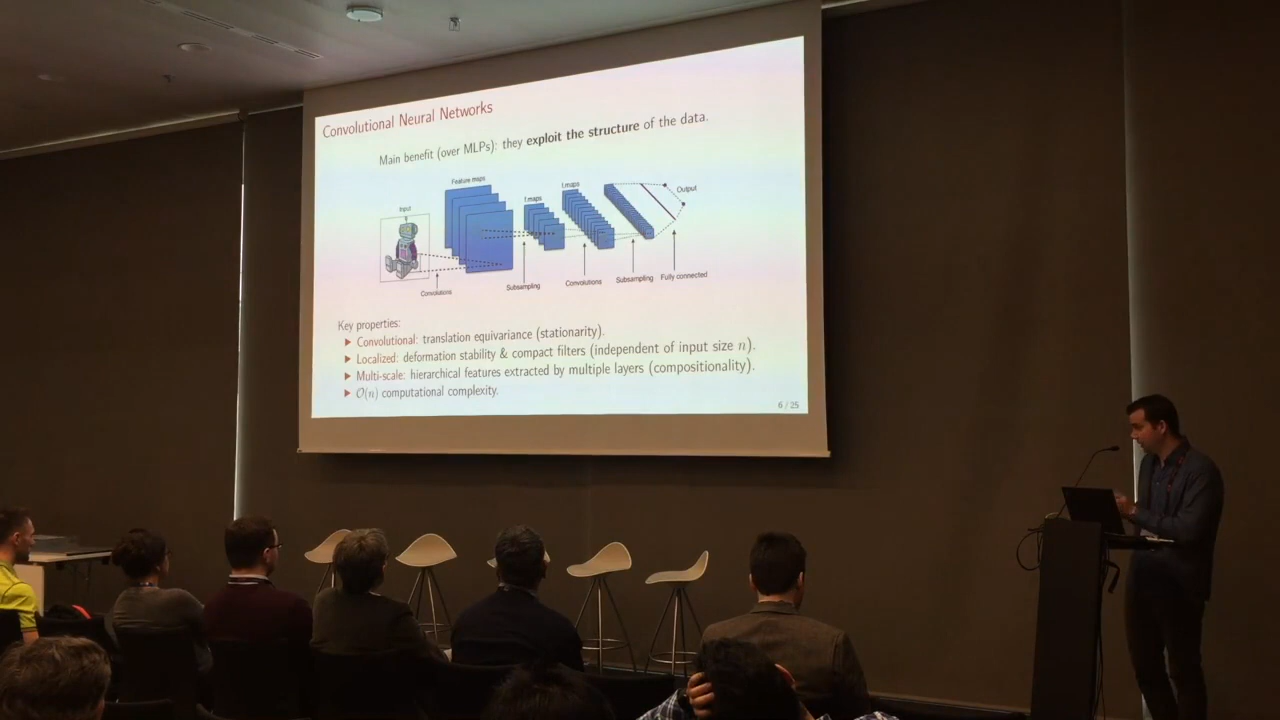 Convolutional Neural Networks
Main benefit (over MLPs): they exploit the structure of the data.
Input
Feature maps
f.maps
f.maps
Output
Convolutions
Subsampling
Convolutions
Subsampling
Fully connected
Key properties:
▶ Convolutional: translation equivariance (stationarity).
▶ Localized: deformation stability & compact filters (independent of input size n).
▶ Multi-scale: hierarchical features extracted by multiple layers (compositionality).
▶ O(n) computational complexity.
6 / 25